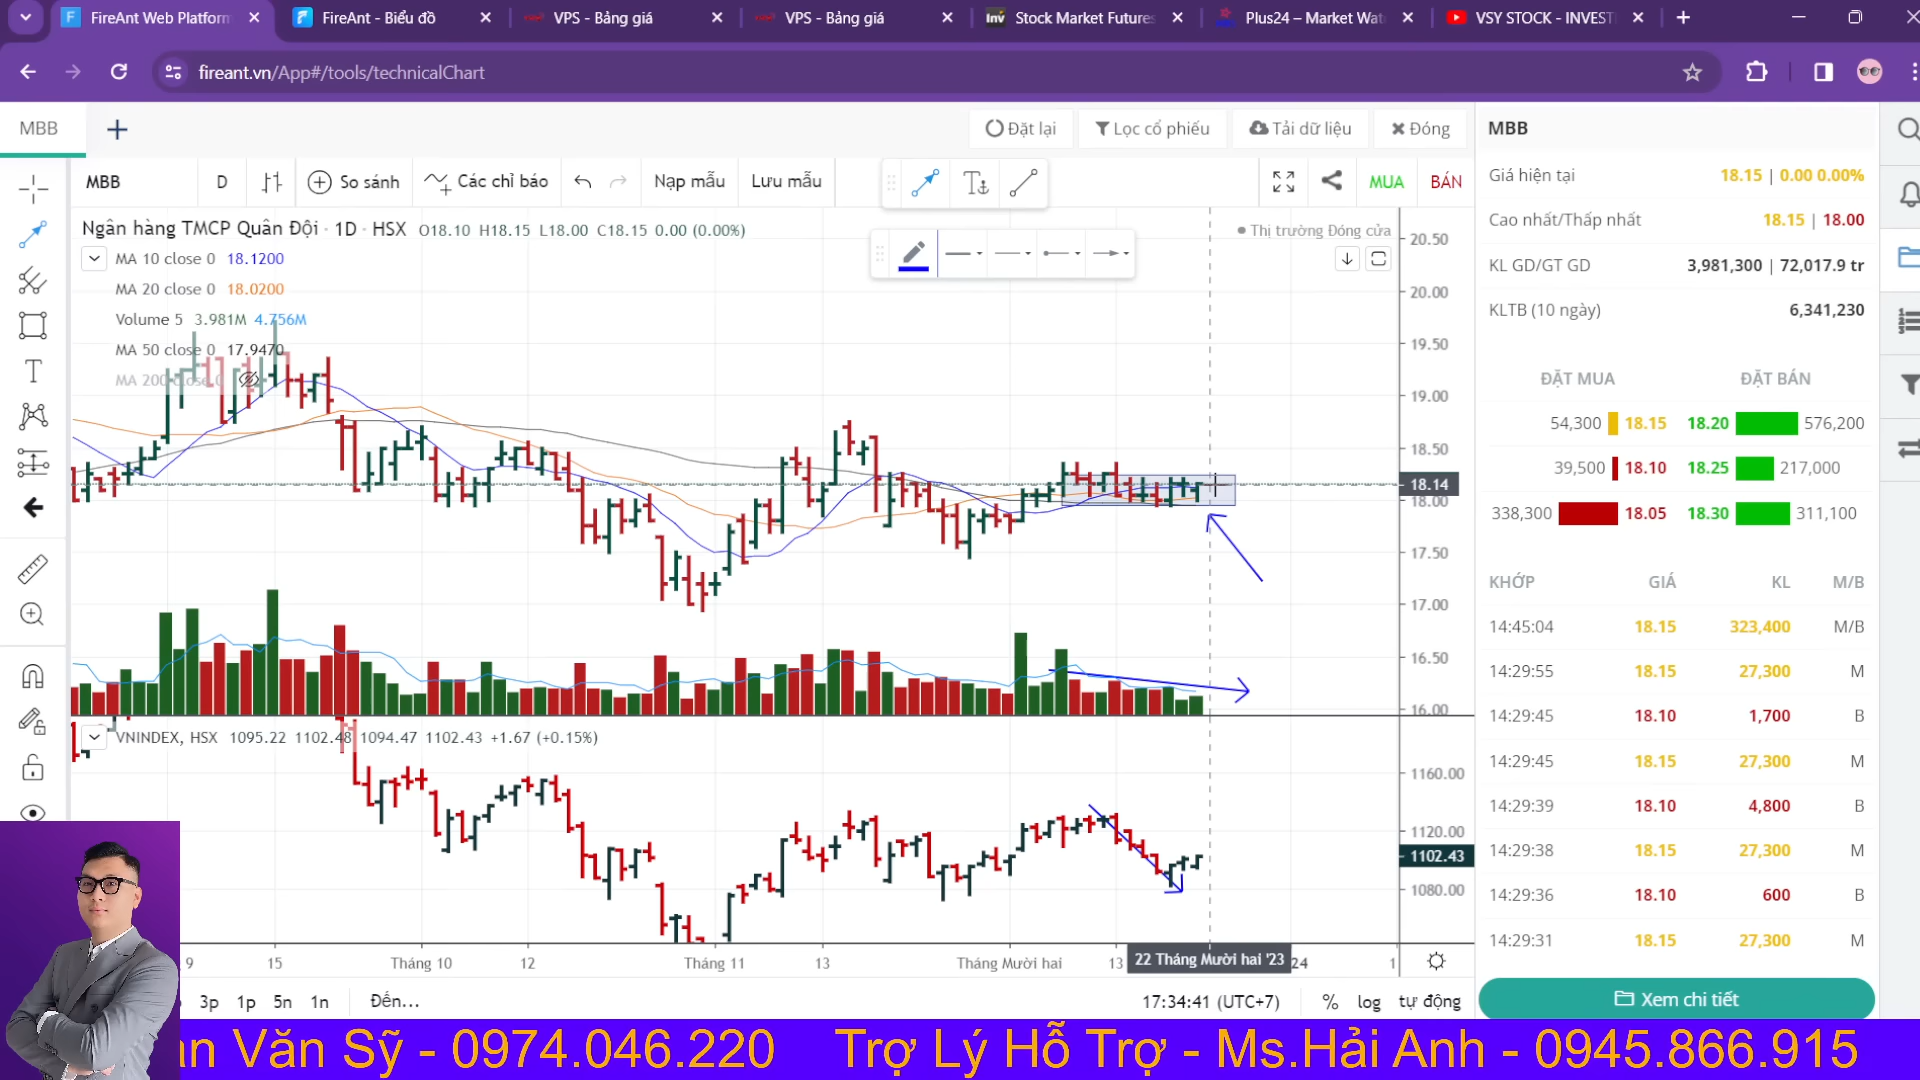 FireAnt Web Platform
FireAnt - Biểu đồ
VPS - Bảng giá
VPS - Bảng giá
Stock Market Futures
Plus24 – Market Wat
VSY STOCK - INVEST
fireant.vn/App#/tools/technicalChart
MBB
Đặt lại
Lọc cổ phiếu
Tải dữ liệu
Đóng
MBB
MBB
D
So sánh
Các chỉ báo
Nạp mẫu
Lưu mẫu
MUA
BÁN
Ngân hàng TMCP Quân Đội · 1D · HSX O18.10 H18.15 L18.00 C18.15 0.00 (0.00%)
Thị trường Đóng cửa
MA 10 close 0 18.1200
MA 20 close 0 18.0200
Volume 5 3.981M 4.756M
MA 50 close 0 17.9470
MA 200 close 0
20.50
20.00
19.50
19.00
18.50
18.14
18.00
17.50
17.00
16.50
16.00
VNINDEX, HSX 1095.22 1102.48 1094.47 1102.43 +1.67 (+0.15%)
1160.00
1120.00
1102.43
1080.00
9
15
Tháng 10
12
Tháng 11
13
Tháng Mười hai
13
22 Tháng Mười hai '23
24
1
3p
1p
5n
1n
Đến...
17:34:41 (UTC+7)
%
log
tự động
Giá hiện tại 18.15 | 0.00 0.00%
Cao nhất/Thấp nhất 18.15 | 18.00
KL GD/GT GD 3,981,300 | 72,017.9 tr
KLTB (10 ngày) 6,341,230
ĐẶT MUA ĐẶT BÁN
54,300 18.15 18.20 576,200
39,500 18.10 18.25 217,000
338,300 18.05 18.30 311,100
KHỚP GIÁ KL M/B
14:45:04 18.15 323,400 M/B
14:29:55 18.15 27,300 M
14:29:45 18.10 1,700 B
14:29:45 18.15 27,300 M
14:29:39 18.10 4,800 B
14:29:38 18.15 27,300 M
14:29:36 18.10 600 B
14:29:31 18.15 27,300 M
Xem chi tiết
an Văn Sỹ - 0974.046.220 Trợ Lý Hỗ Trợ - Ms.Hải Anh - 0945.866.915